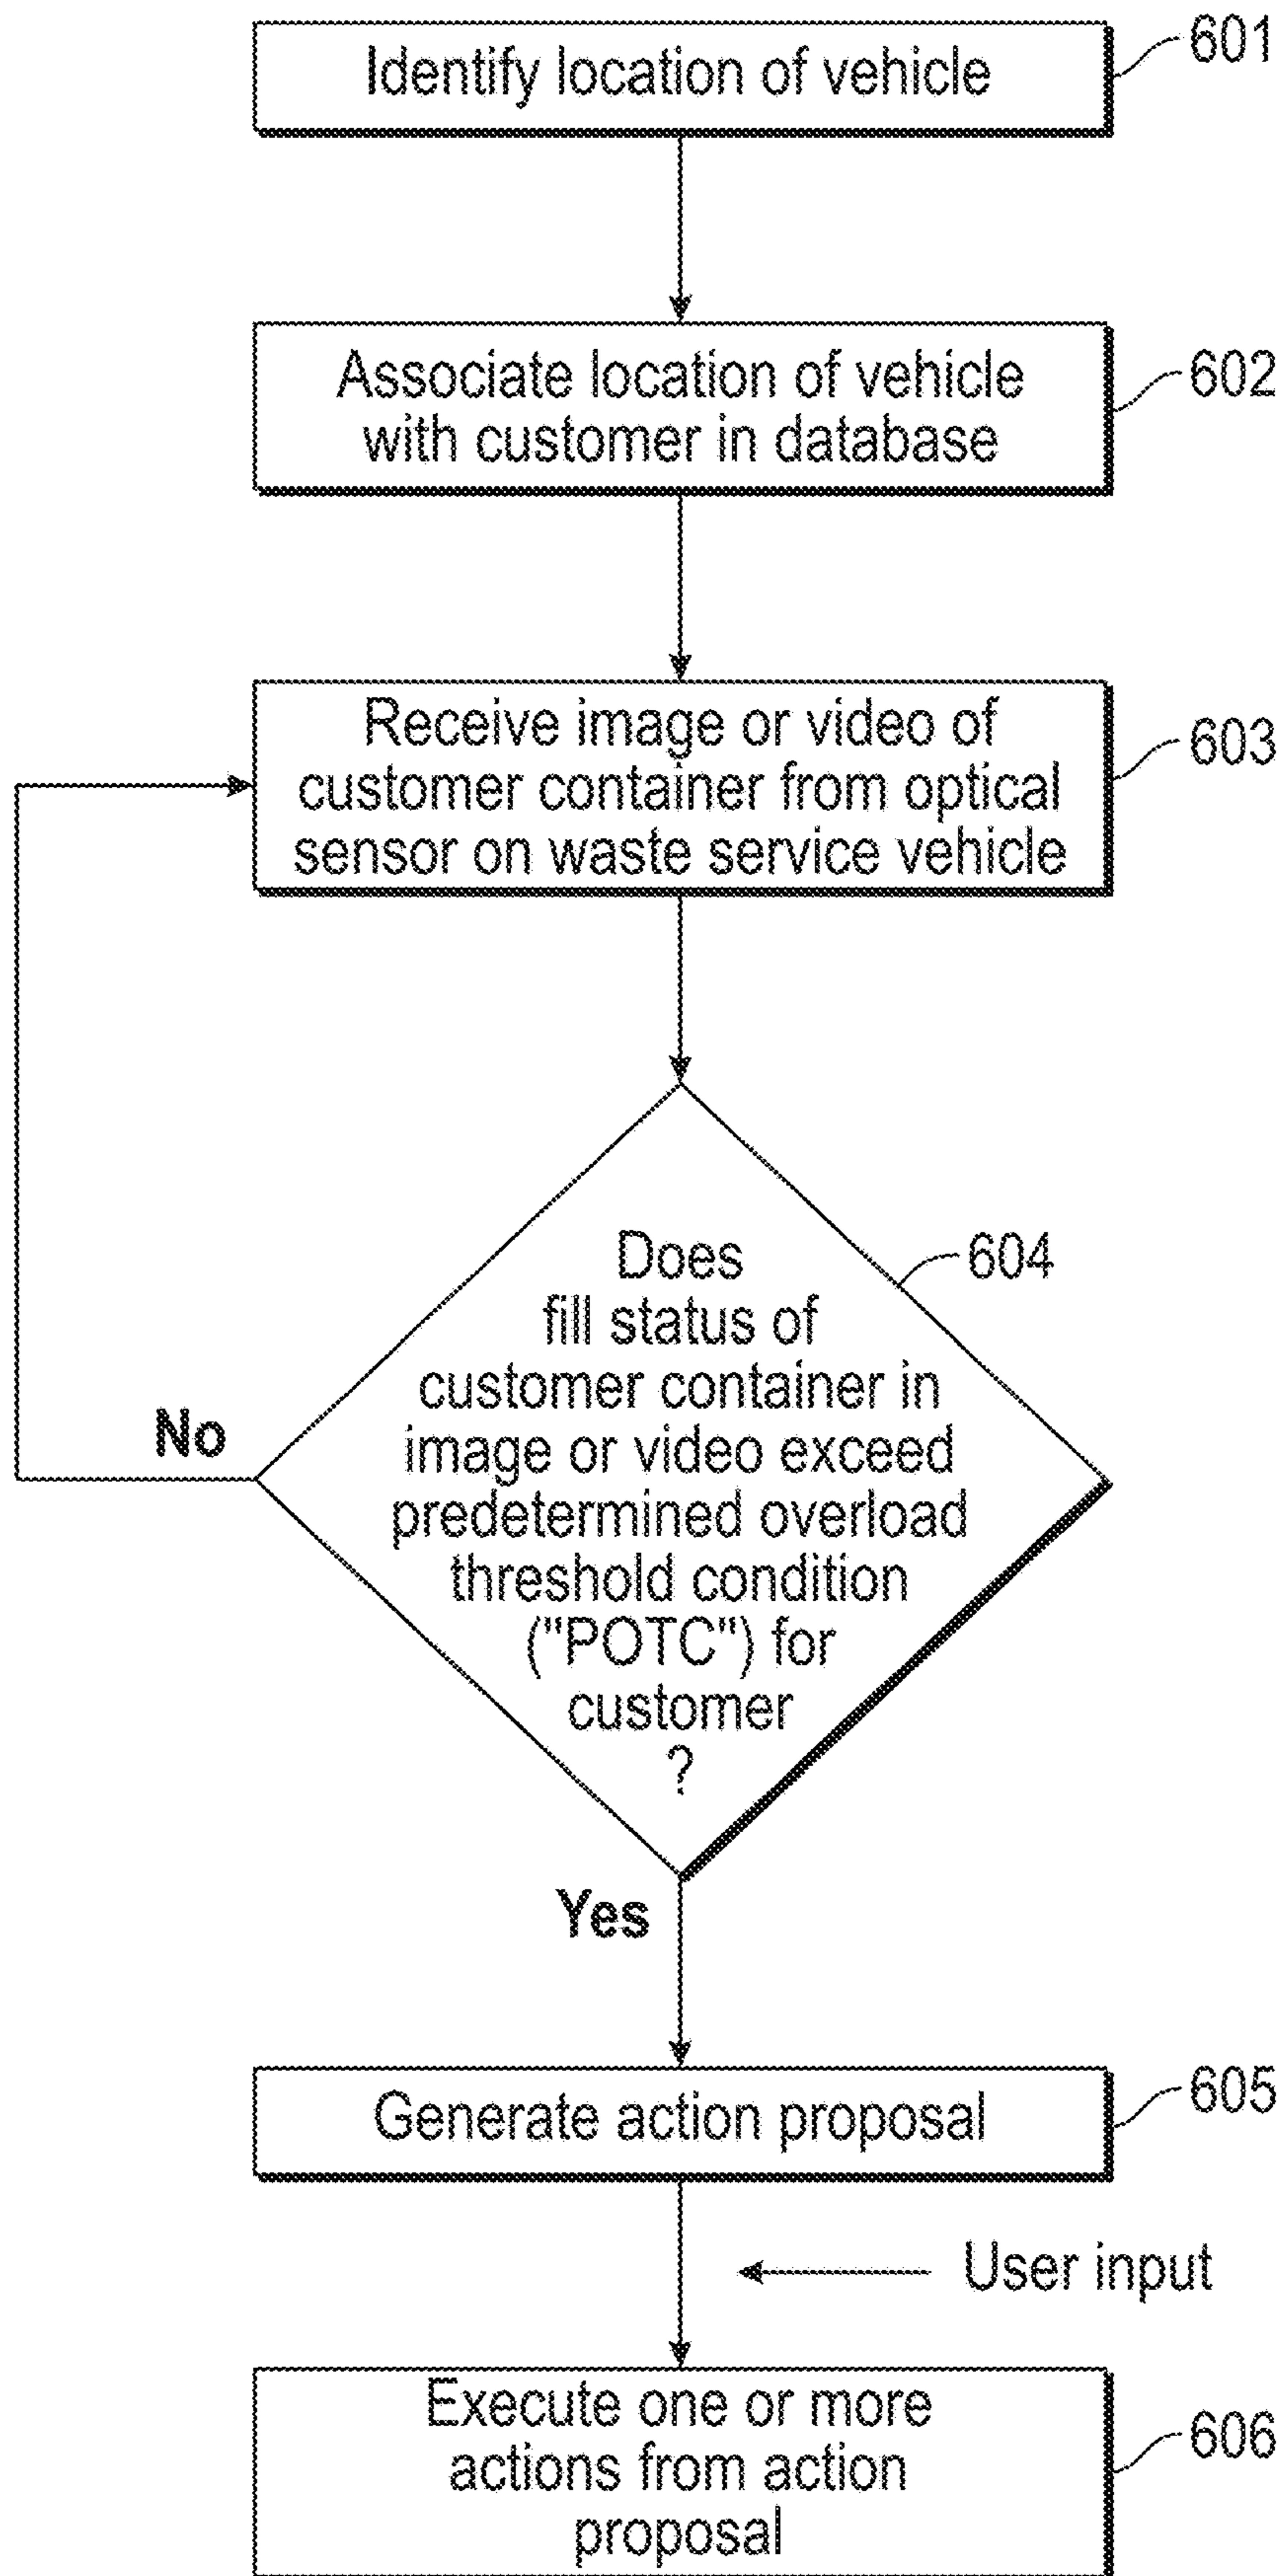 Identify location of vehicle
601
Associate location of vehicle
with customer in database
602
Receive image or video of
customer container from optical
sensor on waste service vehicle
603
Does
fill status of
customer container in
image or video exceed
predetermined overload
threshold condition
("POTC") for
customer
?
604
No
Yes
Generate action proposal
605
User input
Execute one or more
actions from action
proposal
606